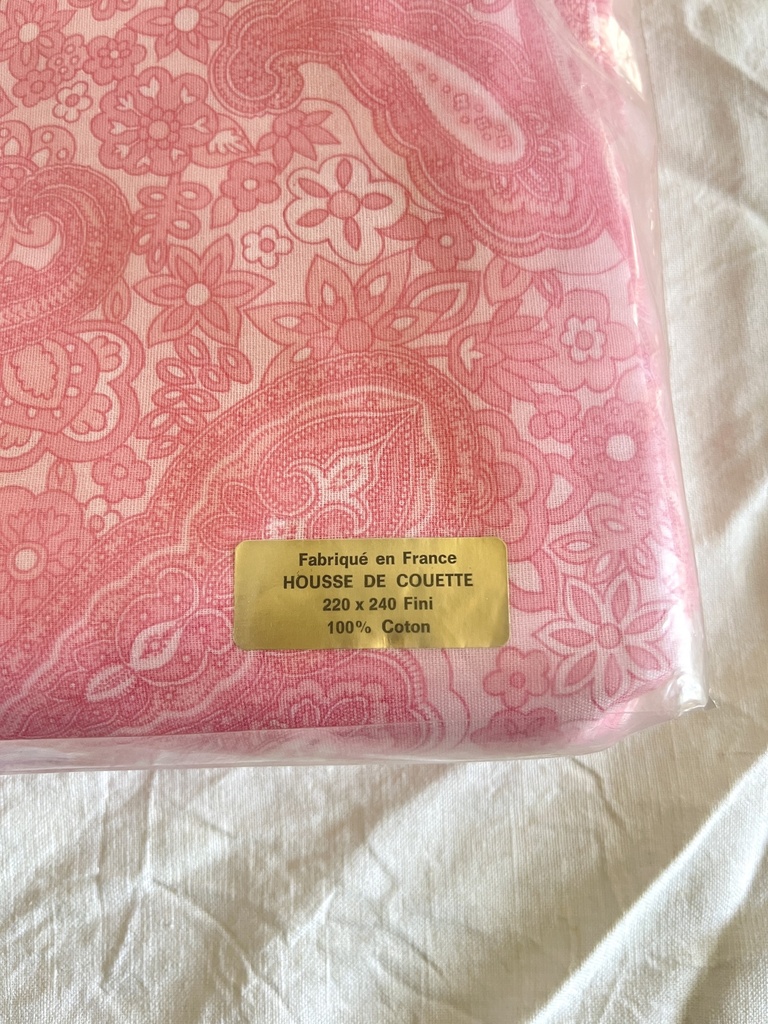 Fabriqué en France
HOUSSE DE COUETTE
220 x 240 Fini
100% Coton